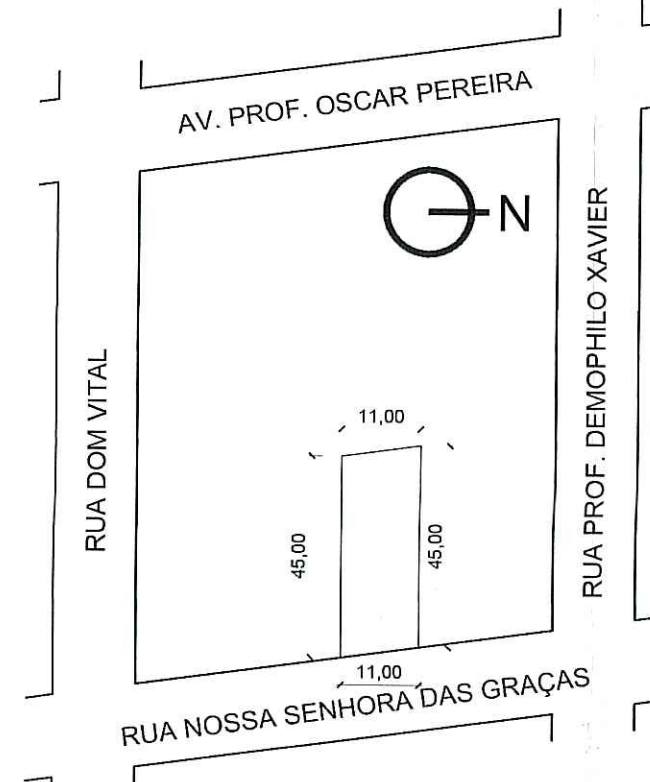 AV. PROF. OSCAR PEREIRA
N
RUA DOM VITAL
RUA PROF. DEMOPHILO XAVIER
11,00
45,00
45,00
11,00
RUA NOSSA SENHORA DAS GRAÇAS